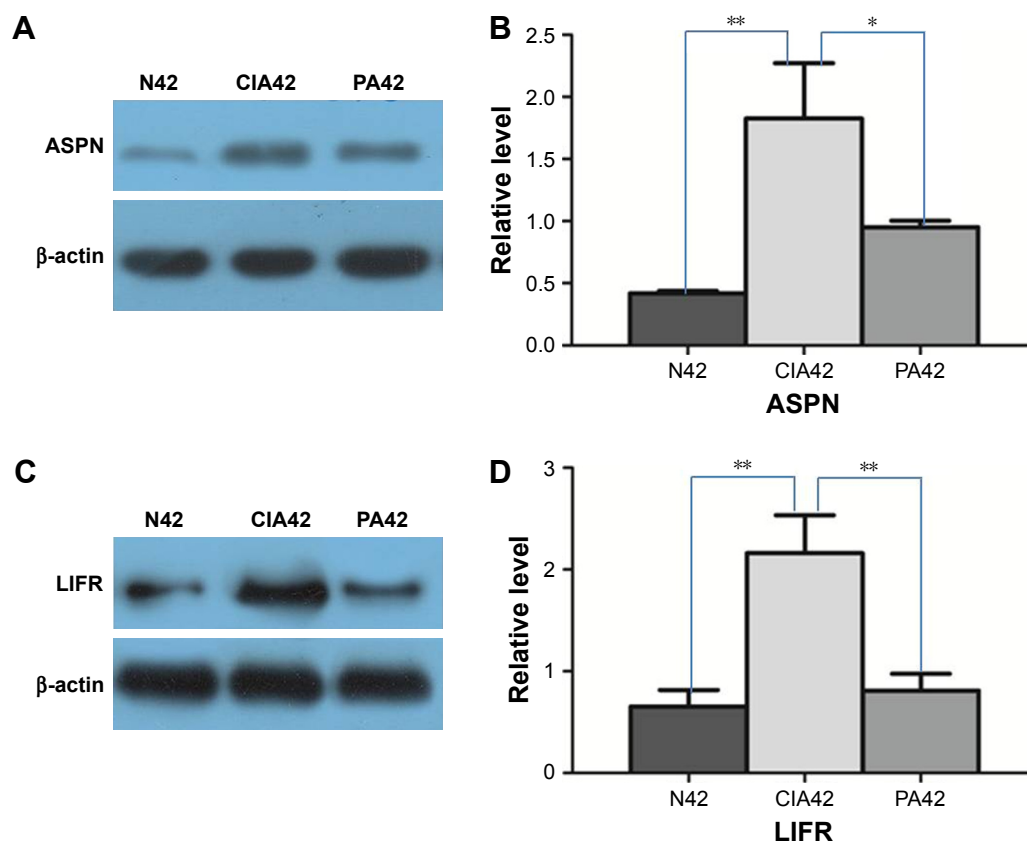 A
N42 CIA42 PA42
ASPN
β-actin
B
** *
Relative level
2.5
2.0
1.5
1.0
0.5
0.0
N42 CIA42 PA42
ASPN
C
N42 CIA42 PA42
LIFR
β-actin
D
** **
Relative level
3
2
1
0
N42 CIA42 PA42
LIFR